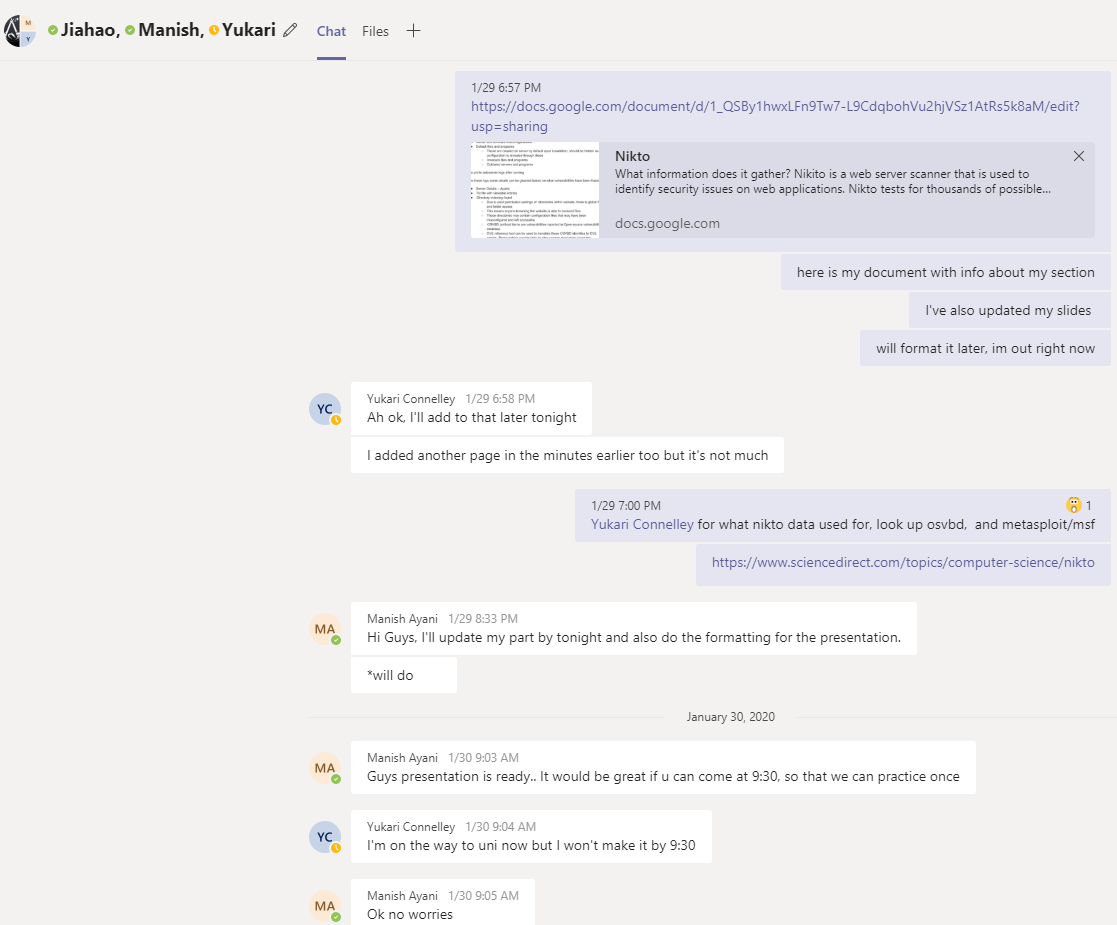 Jiahao, Manish, Yukari Chat Files
1/29 6:57 PM
https://docs.google.com/document/d/1_QSBy1hwxLFn9Tw7-L9CdqbohVu2hjVSz1AtRs5k8aM/edit?
usp=sharing
Nikto
What information does it gather? Nikito is a web server scanner that is used to
identify security issues on web applications. Nikto tests for thousands of possible...
docs.google.com
here is my document with info about my section
I've also updated my slides
will format it later, im out right now
YC
Yukari Connelley 1/29 6:58 PM
Ah ok, I'll add to that later tonight
I added another page in the minutes earlier too but it's not much
1/29 7:00 PM 1
Yukari Connelley for what nikto data used for, look up osvbd, and metasploit/msf
https://www.sciencedirect.com/topics/computer-science/nikto
MA
Manish Ayani 1/29 8:33 PM
Hi Guys, I'll update my part by tonight and also do the formatting for the presentation.
*will do
January 30, 2020
MA
Manish Ayani 1/30 9:03 AM
Guys presentation is ready.. It would be great if u can come at 9:30, so that we can practice once
YC
Yukari Connelley 1/30 9:04 AM
I'm on the way to uni now but I won't make it by 9:30
MA
Manish Ayani 1/30 9:05 AM
Ok no worries